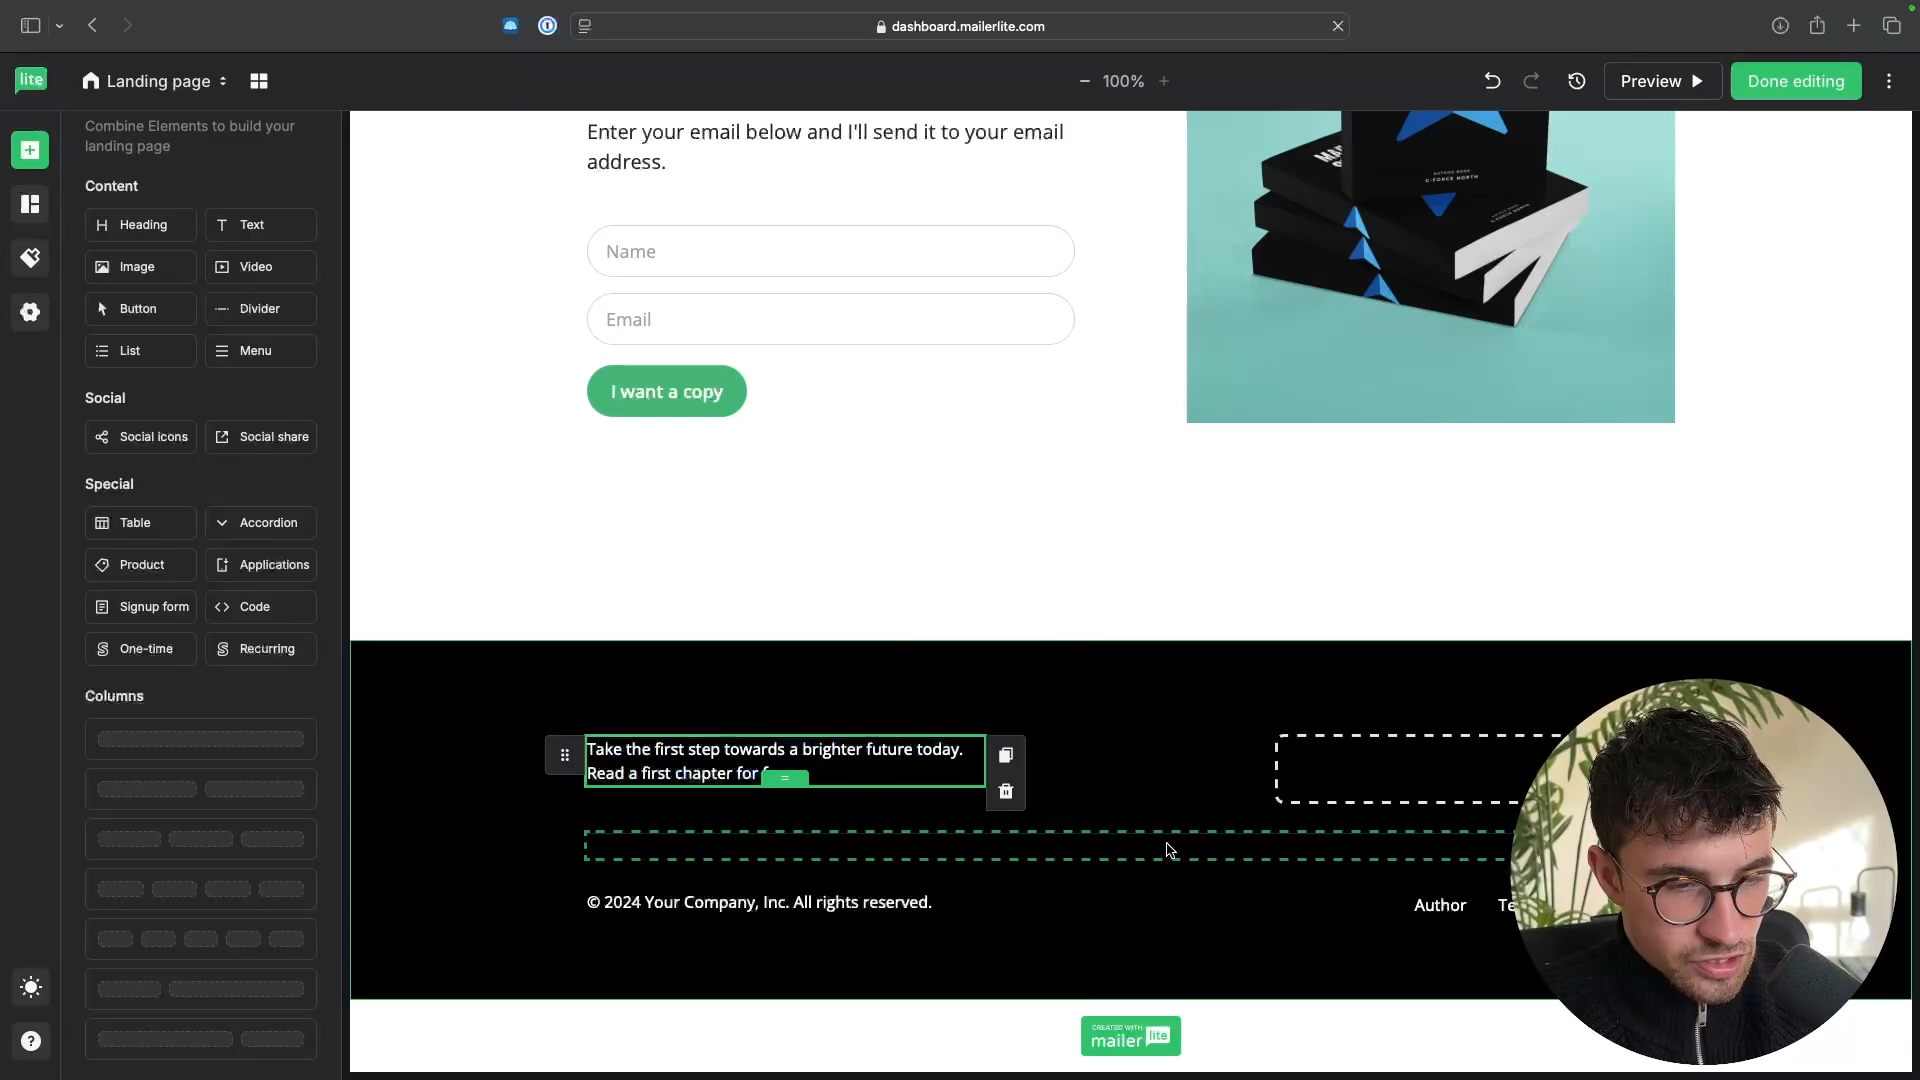 dashboard.mailerlite.com
lite
Landing page
100%
Preview
Done editing
Combine Elements to build your
landing page
Content
Heading
Text
Image
Video
Button
Divider
List
Menu
Social
Social icons
Social share
Special
Table
Accordion
Product
Applications
Signup form
Code
One-time
Recurring
Columns
Enter your email below and I'll send it to your email
address.
Name
Email
I want a copy
AUTHOR BOOK
G-FORCE NORTH
Take the first step towards a brighter future today.
Read a first chapter for
© 2024 Your Company, Inc. All rights reserved.
Author
CREATED WITH
mailer lite